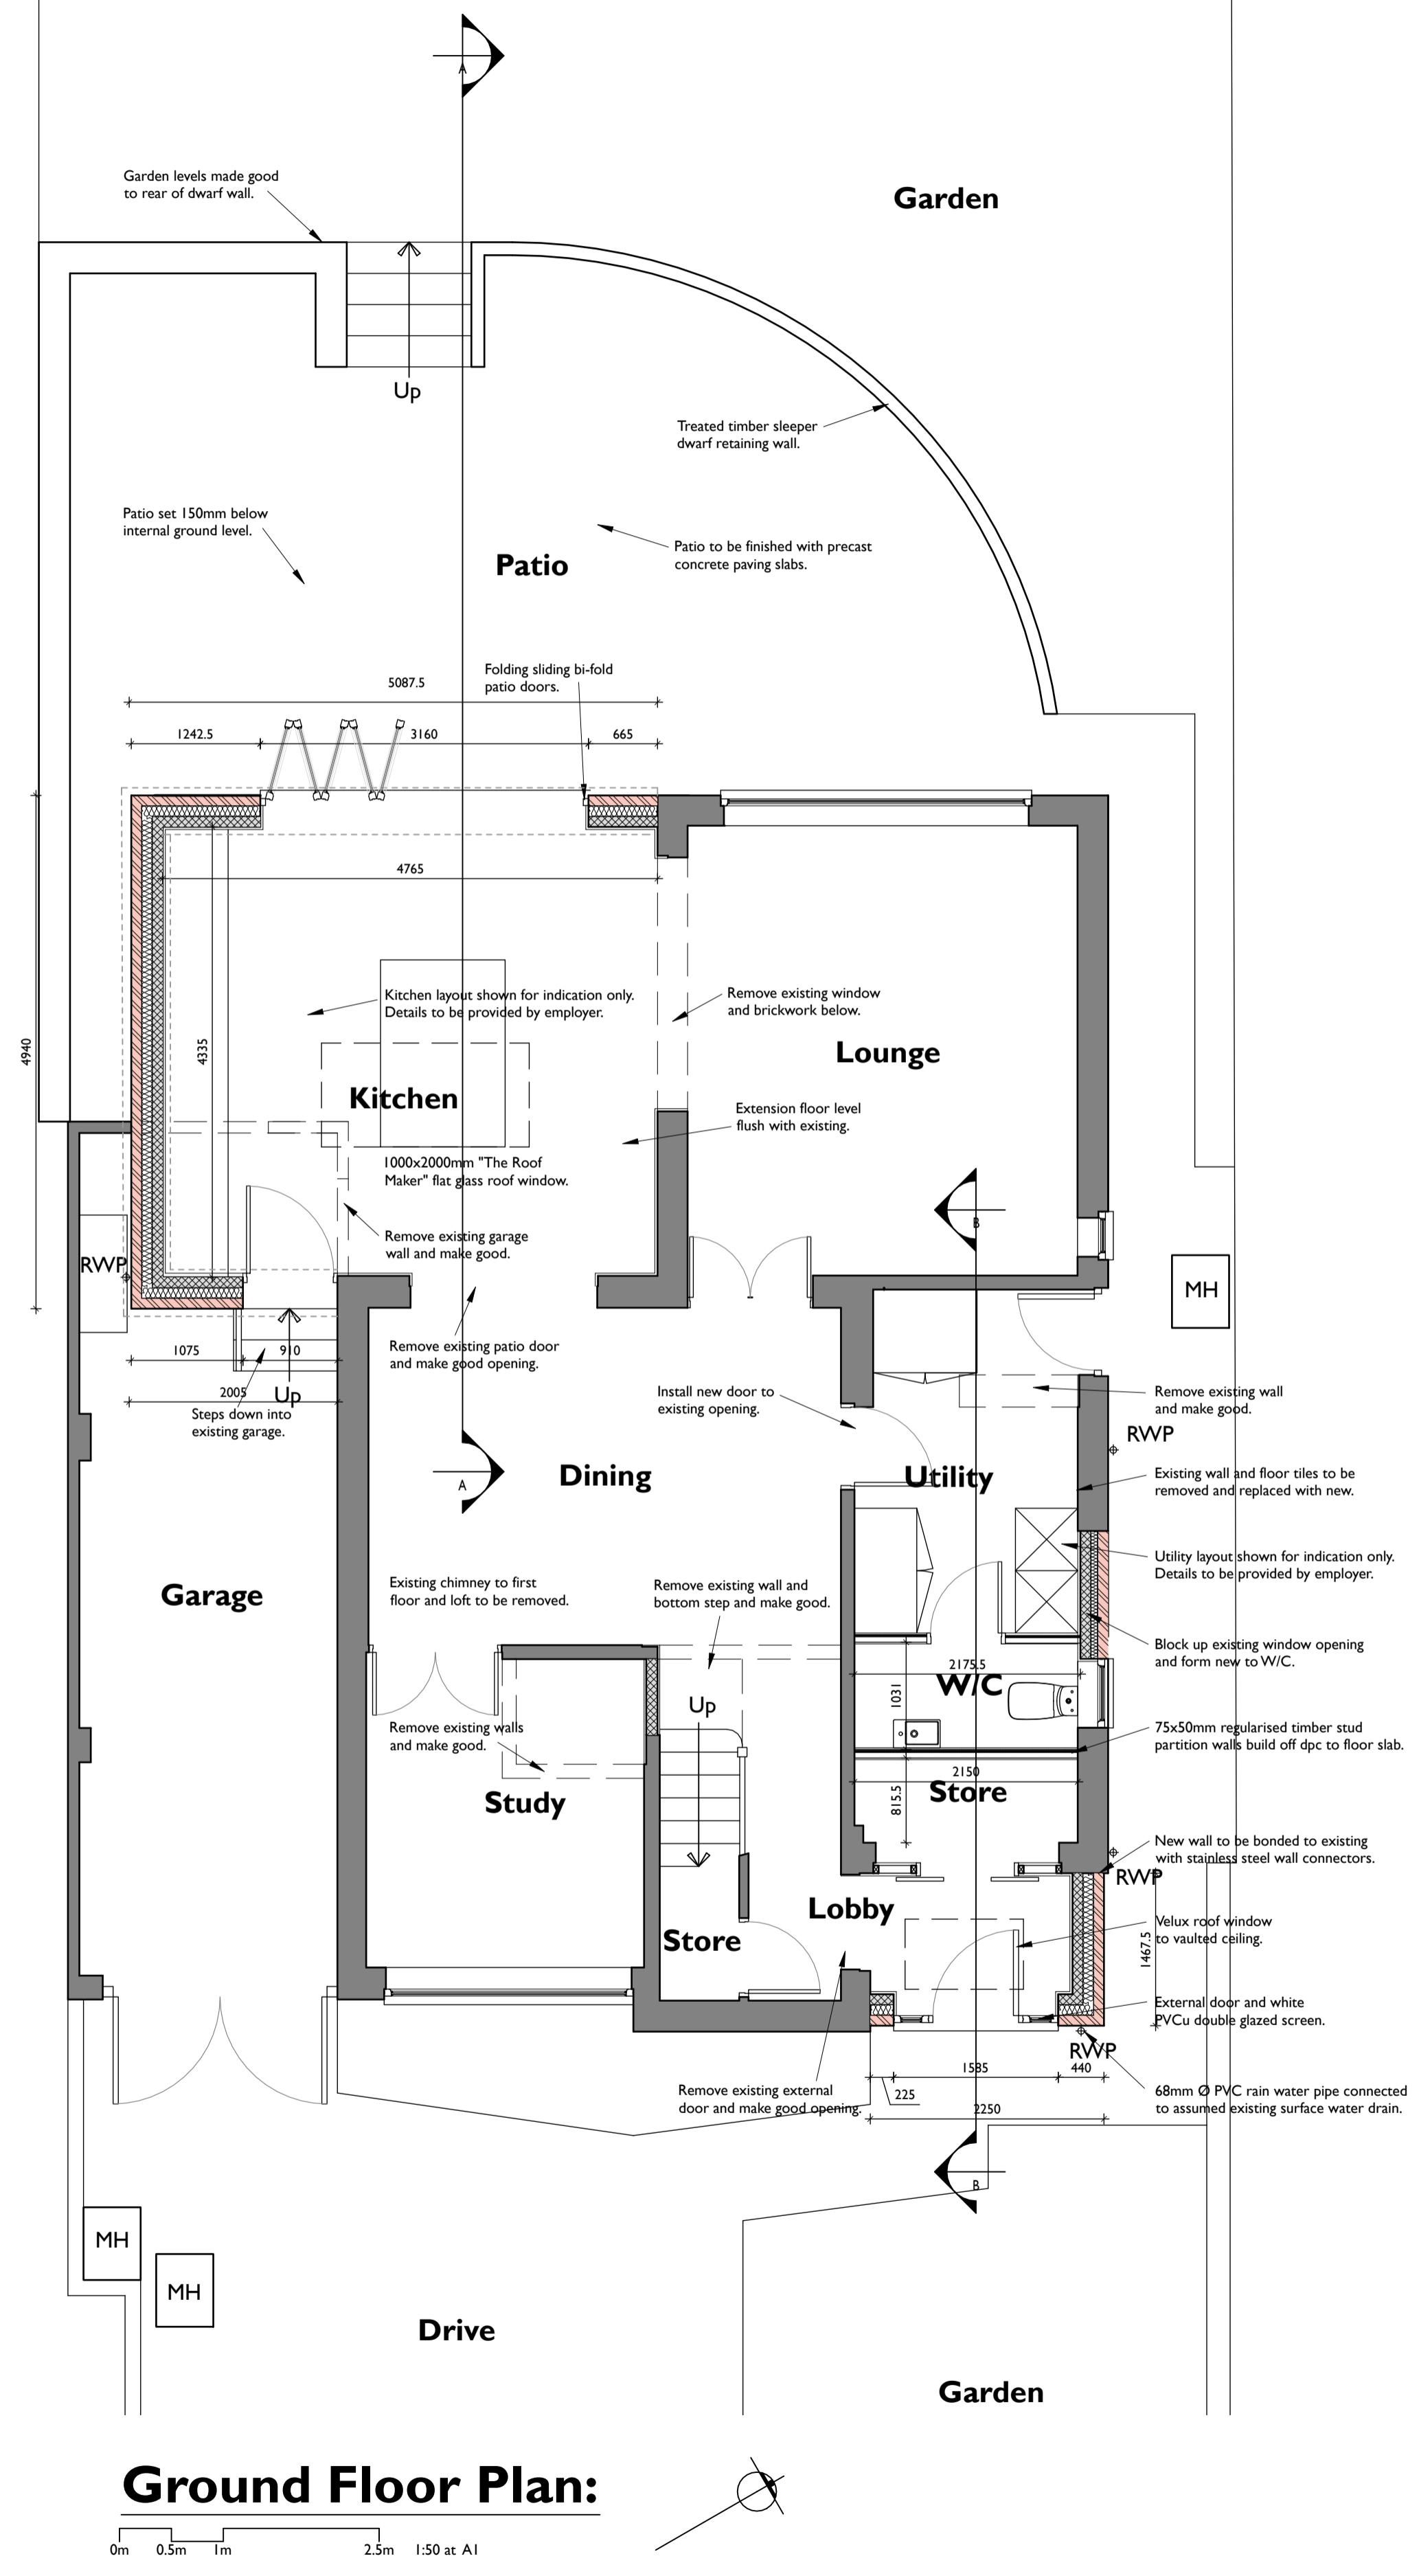 A
Garden levels made good
to rear of dwarf wall.
Garden
Up
Treated timber sleeper
dwarf retaining wall.
Patio set 150mm below
internal ground level.
Patio to be finished with precast
concrete paving slabs.
Patio
Folding sliding bi-fold
patio doors.
5087.5
1242.5
3160
665
4765
4940
4335
Kitchen layout shown for indication only.
Details to be provided by employer.
Remove existing window
and brickwork below.
Lounge
Kitchen
Extension floor level
flush with existing.
1000x2000mm "The Roof
Maker" flat glass roof window.
B
Remove existing garage
wall and make good.
RWP
MH
1075
910
Remove existing patio door
and make good opening.
2005
Up
Steps down into
existing garage.
Install new door to
existing opening.
Remove existing wall
and make good.
RWP
A
Dining
Utility
Existing wall and floor tiles to be
removed and replaced with new.
Garage
Existing chimney to first
floor and loft to be removed.
Remove existing wall and
bottom step and make good.
Utility layout shown for indication only.
Details to be provided by employer.
Block up existing window opening
and form new to W/C.
2175.5
W/C
1031
Up
Remove existing walls
and make good.
75x50mm regularised timber stud
partition walls build off dpc to floor slab.
2150
Store
815.5
Study
New wall to be bonded to existing
with stainless steel wall connectors.
RWP
Lobby
Store
Velux roof window
to vaulted ceiling.
1467.5
External door and white
PVCu double glazed screen.
RWP
1585
440
225
2250
Remove existing external
door and make good opening.
68mm Ø PVC rain water pipe connected
to assumed existing surface water drain.
B
MH
MH
Drive
Garden
Ground Floor Plan:
0m
0.5m
1m
2.5m
1:50 at A1